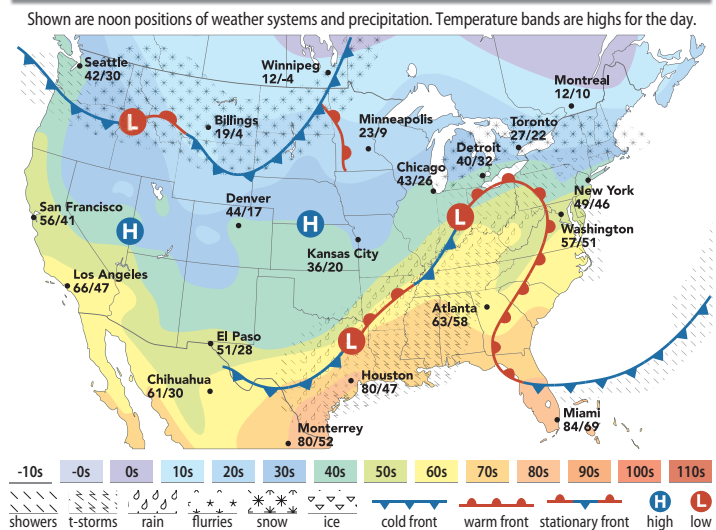 Shown are noon positions of weather systems and precipitation. Temperature bands are highs for the day.
Seattle
42/30
Winnipeg
12/-4
Montreal
12/10
Billings
19/4
Minneapolis
23/9
Toronto
27/22
Detroit
40/32
Chicago
43/26
New York
49/46
San Francisco
56/41
Denver
44/17
Kansas City
36/20
Washington
57/51
Los Angeles
66/47
Atlanta
63/58
El Paso
51/28
Chihuahua
61/30
Houston
80/47
Monterrey
80/52
Miami
84/69
L
H
H
L
L
-10s -0s 0s 10s 20s 30s 40s 50s 60s 70s 80s 90s 100s 110s
H L
showers t-storms rain flurries snow ice cold front warm front stationary front high low